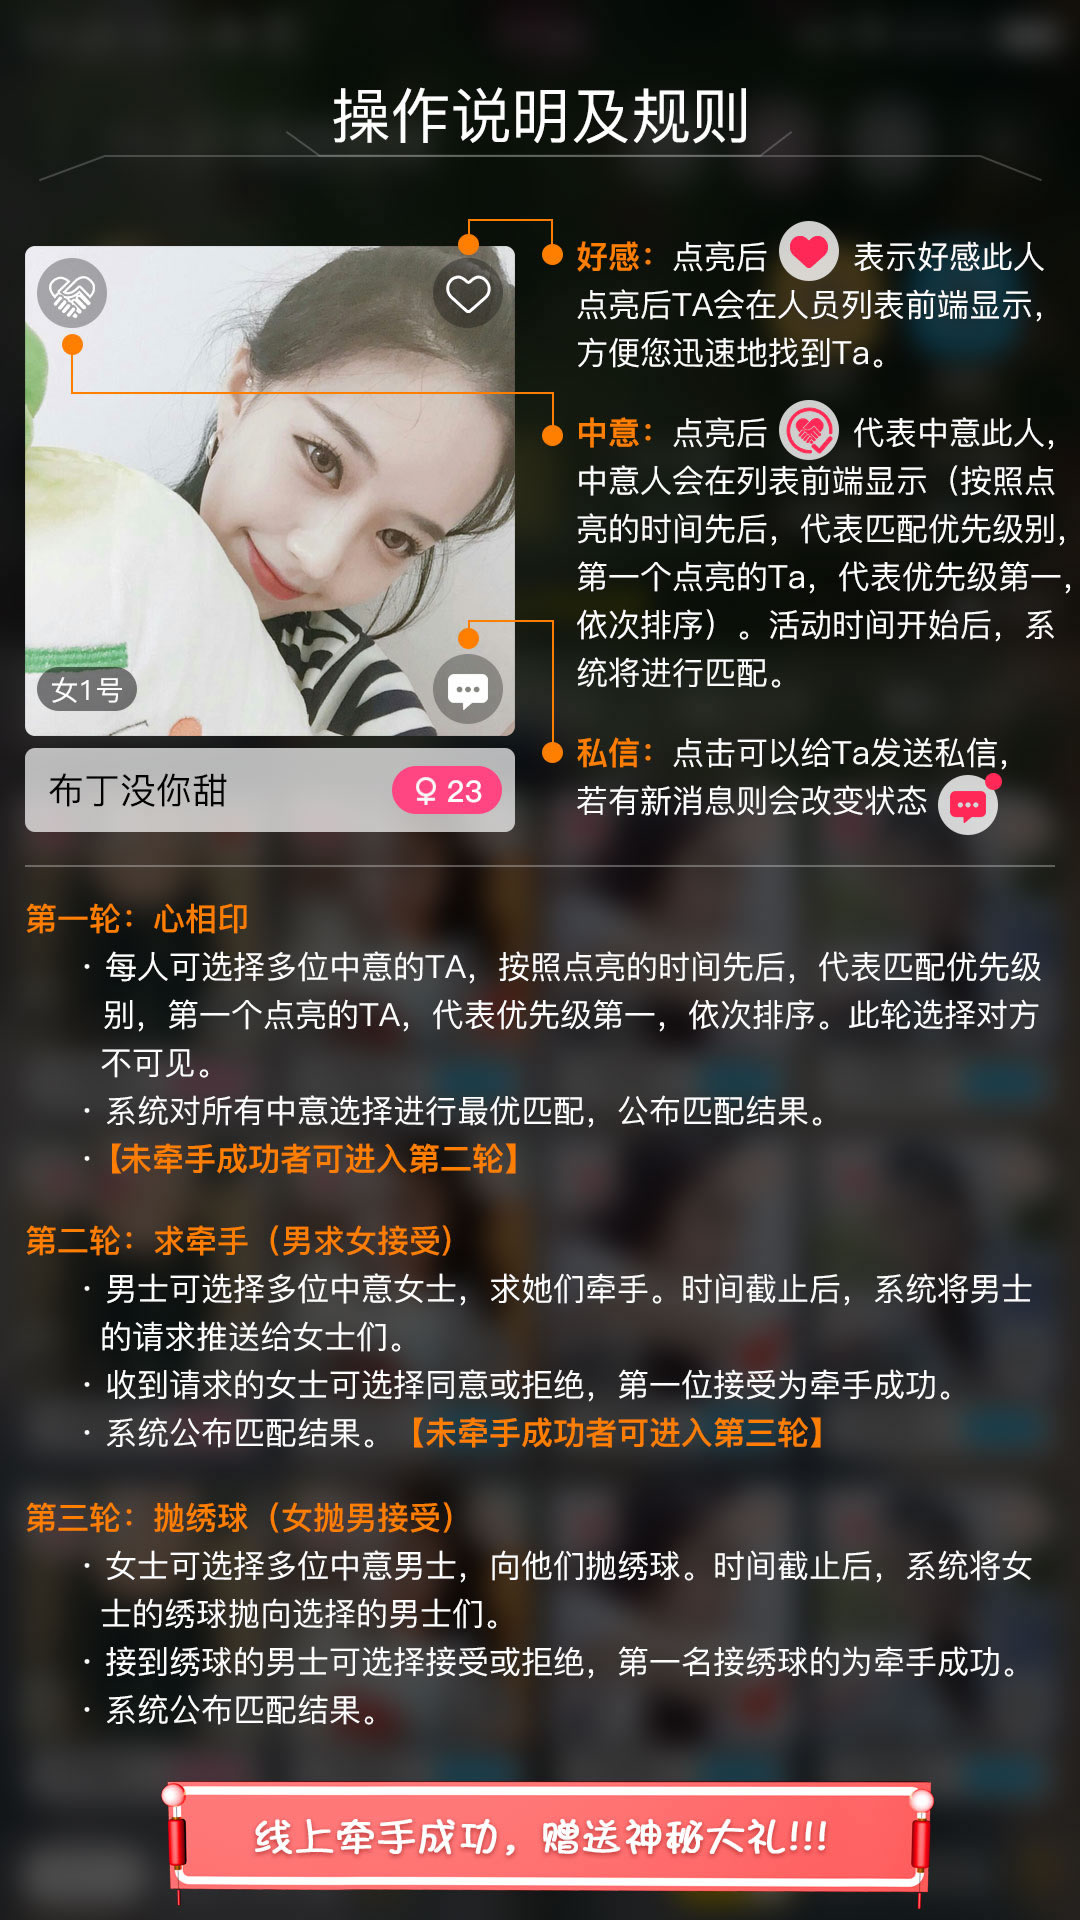 操作说明及规则
好感：点亮后 表示好感此人
点亮后TA会在人员列表前端显示，
方便您迅速地找到Ta。
中意：点亮后 代表中意此人，
中意人会在列表前端显示（按照点
亮的时间先后，代表匹配优先级别，
第一个点亮的Ta，代表优先级第一，
依次排序）。活动时间开始后，系
统将进行匹配。
女1号
私信：点击可以给Ta发送私信，
若有新消息则会改变状态
布丁没你甜 ♀ 23
第一轮：心相印
· 每人可选择多位中意的TA，按照点亮的时间先后，代表匹配优先级
别，第一个点亮的TA，代表优先级第一，依次排序。此轮选择对方
不可见。
· 系统对所有中意选择进行最优匹配，公布匹配结果。
·【未牵手成功者可进入第二轮】
第二轮：求牵手（男求女接受）
· 男士可选择多位中意女士，求她们牵手。时间截止后，系统将男士
的请求推送给女士们。
· 收到请求的女士可选择同意或拒绝，第一位接受为牵手成功。
· 系统公布匹配结果。【未牵手成功者可进入第三轮】
第三轮：抛绣球（女抛男接受）
· 女士可选择多位中意男士，向他们抛绣球。时间截止后，系统将女
士的绣球抛向选择的男士们。
· 接到绣球的男士可选择接受或拒绝，第一名接绣球的为牵手成功。
· 系统公布匹配结果。
线上牵手成功，赠送神秘大礼!!!